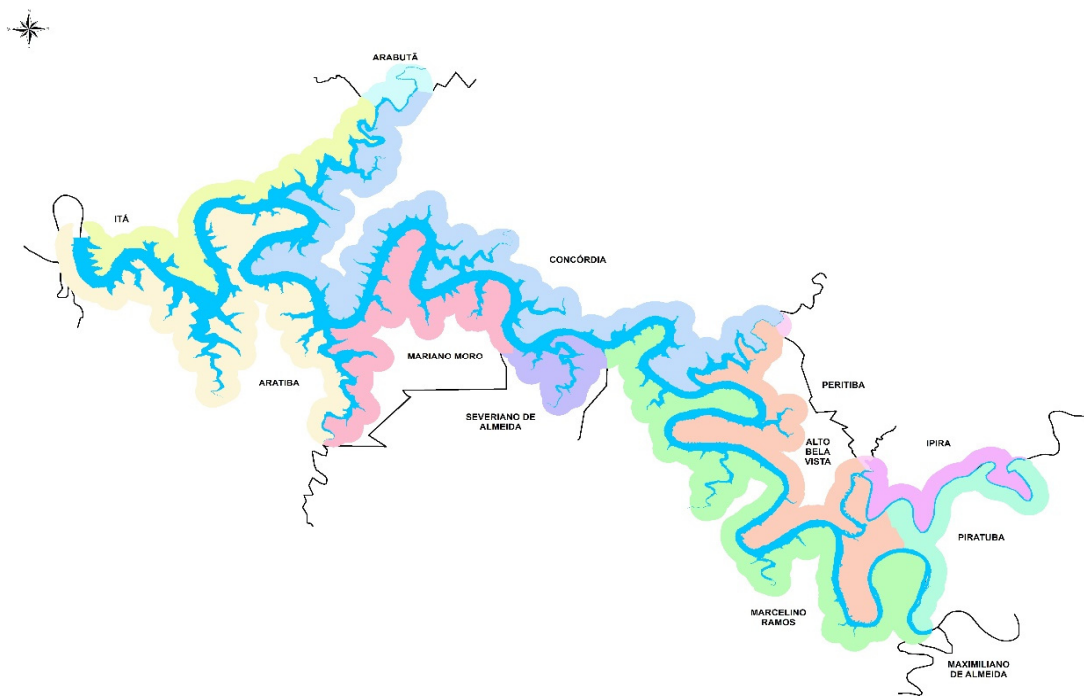 ARABUTÃ
ITÁ
CONCÓRDIA
MARIANO MORO
ARATIBA
PERITIBA
SEVERIANO DE
ALMEIDA
ALTO
BELA
VISTA
IPIRA
PIRATUBA
MARCELINO
RAMOS
MAXIMILIANO
DE ALMEIDA